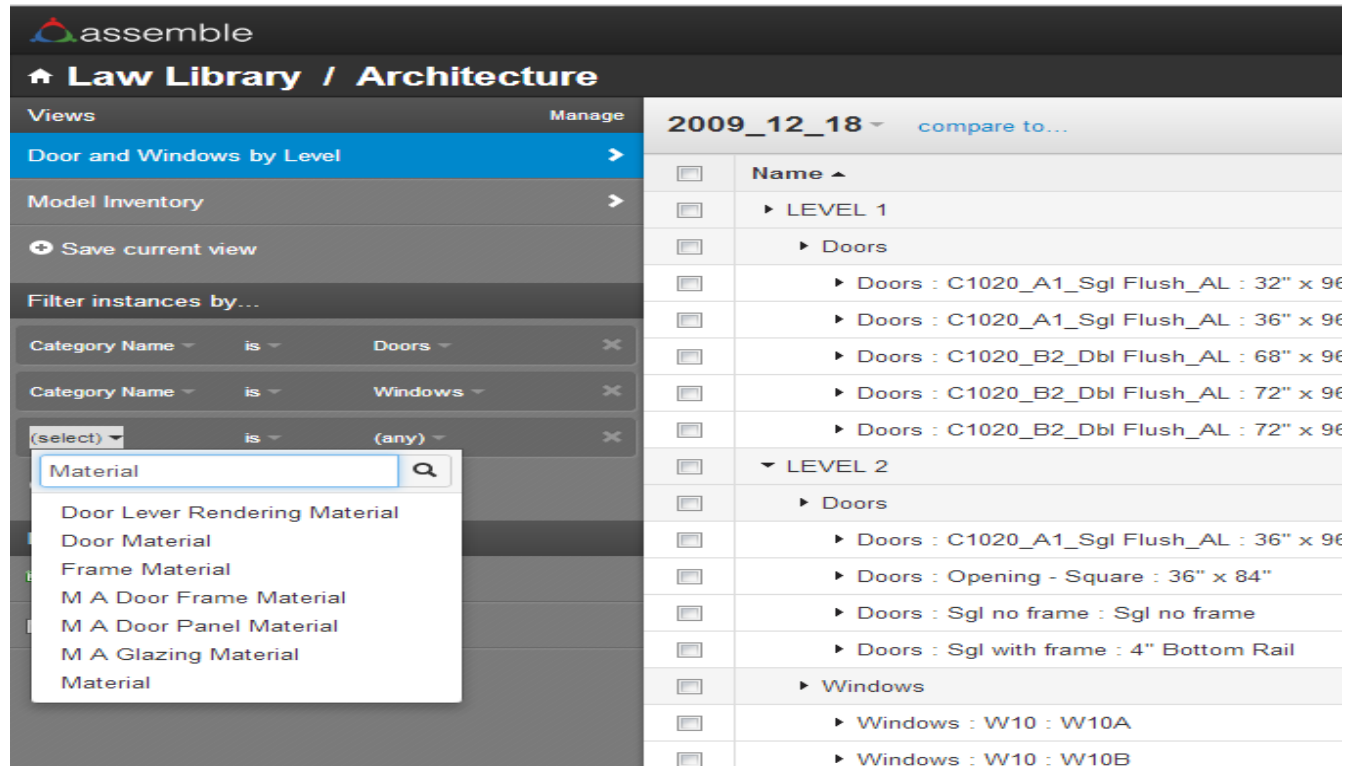 assemble
Law Library / Architecture
Views Manage
Door and Windows by Level
Model Inventory
Save current view
Filter instances by...
Category Name is Doors
Category Name is Windows
(select) is (any)
Material
Door Lever Rendering Material
Door Material
Frame Material
M A Door Frame Material
M A Door Panel Material
M A Glazing Material
Material
2009_12_18 compare to...
Name
LEVEL 1
Doors
Doors : C1020_A1_Sgl Flush_AL : 32" x 96
Doors : C1020_A1_Sgl Flush_AL : 36" x 96
Doors : C1020_B2_Dbl Flush_AL : 68" x 96
Doors : C1020_B2_Dbl Flush_AL : 72" x 96
Doors : C1020_B2_Dbl Flush_AL : 72" x 96
LEVEL 2
Doors
Doors : C1020_A1_Sgl Flush_AL : 36" x 96
Doors : Opening - Square : 36" x 84"
Doors : Sgl no frame : Sgl no frame
Doors : Sgl with frame : 4" Bottom Rail
Windows
Windows : W10 : W10A
Windows : W10 : W10B